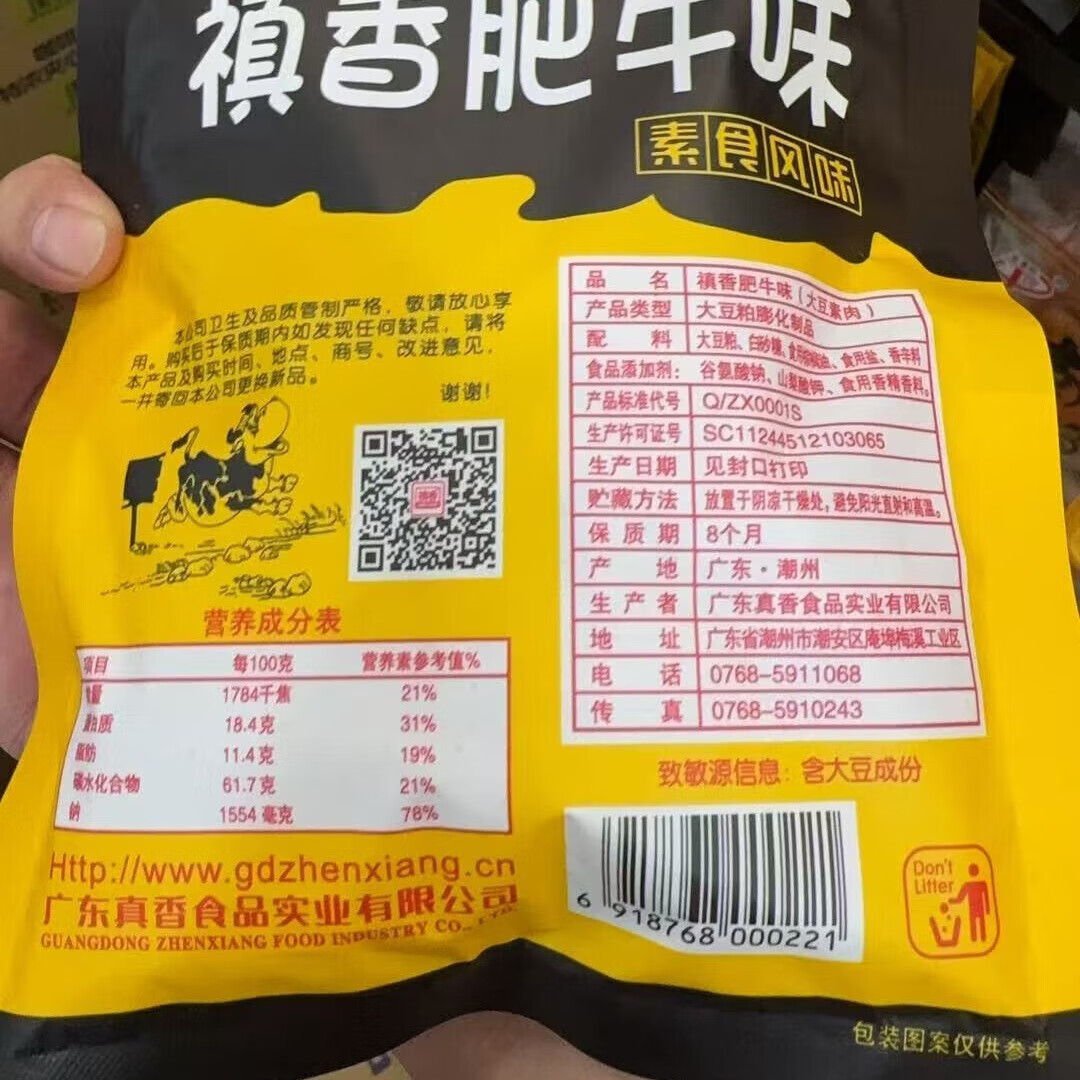 禛香肥牛味
素食风味
本公司卫生及品质管制严格，敬请放心享
用。购买后于保质期内如发现任何缺点，请将
本产品及购买时间、地点、商号、改进意见，
一并寄回本公司更换新品。
谢谢！
品 名 禛香肥牛味（大豆素肉）
产品类型 大豆粕膨化制品
配 料 大豆粕、白砂糖、食用棕榈油、食用盐、香辛料
食品添加剂： 谷氨酸钠、山梨酸钾、食用香精香料。
产品标准代号 Q/ZX0001S
生产许可证号 SC11244512103065
生产日期 见封口打印
贮藏方法 放置于阴凉干燥处，避免阳光直射和高温。
保质期 8个月
产 地 广东·潮州
生产者 广东真香食品实业有限公司
地 址 广东省潮州市潮安区庵埠梅溪工业区
电 话 0768-5911068
传 真 0768-5910243
营养成分表
项目 每100克 营养素参考值%
量 1784千焦 21%
蛋白质 18.4克 31%
脂肪 11.4克 19%
碳水化合物 61.7克 21%
钠 1554毫克 78%
致敏源信息：含大豆成份
Http://www.gdzhenxiang.cn
广东真香食品实业有限公司
GUANGDONG ZHENXIANG FOOD INDUSTRY CO., LTD.
6 918768 000221
Don't
Litter
包装图案仅供参考